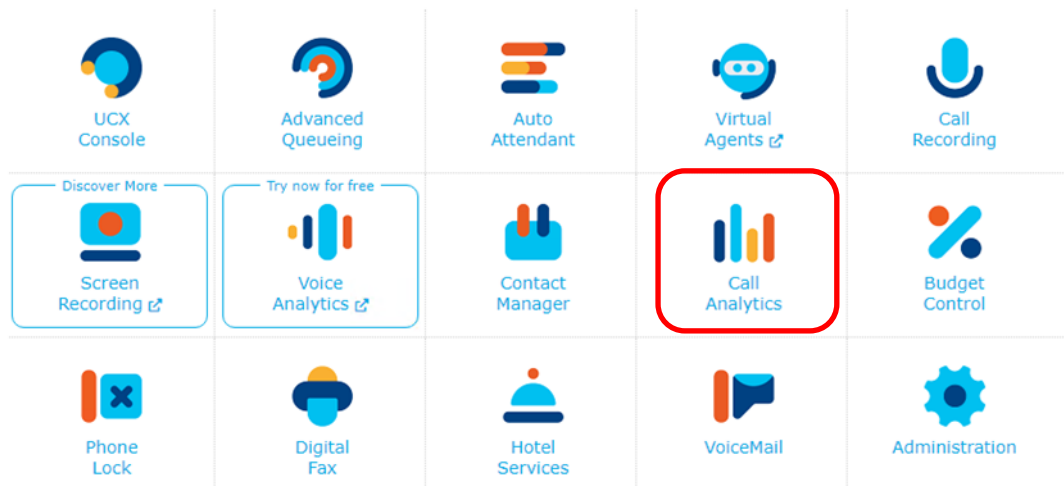 UCX
Console
Advanced
Queueing
Auto
Attendant
Virtual
Agents
Call
Recording
Discover More
Screen
Recording
Try now for free
Voice
Analytics
Contact
Manager
Call
Analytics
Budget
Control
Phone
Lock
Digital
Fax
Hotel
Services
VoiceMail
Administration